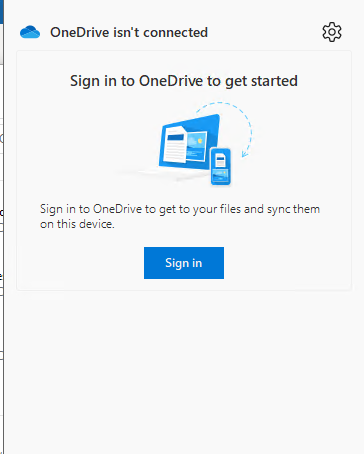 OneDrive isn't connected
Sign in to OneDrive to get started
Sign in to OneDrive to get to your files and sync them
on this device.
Sign in